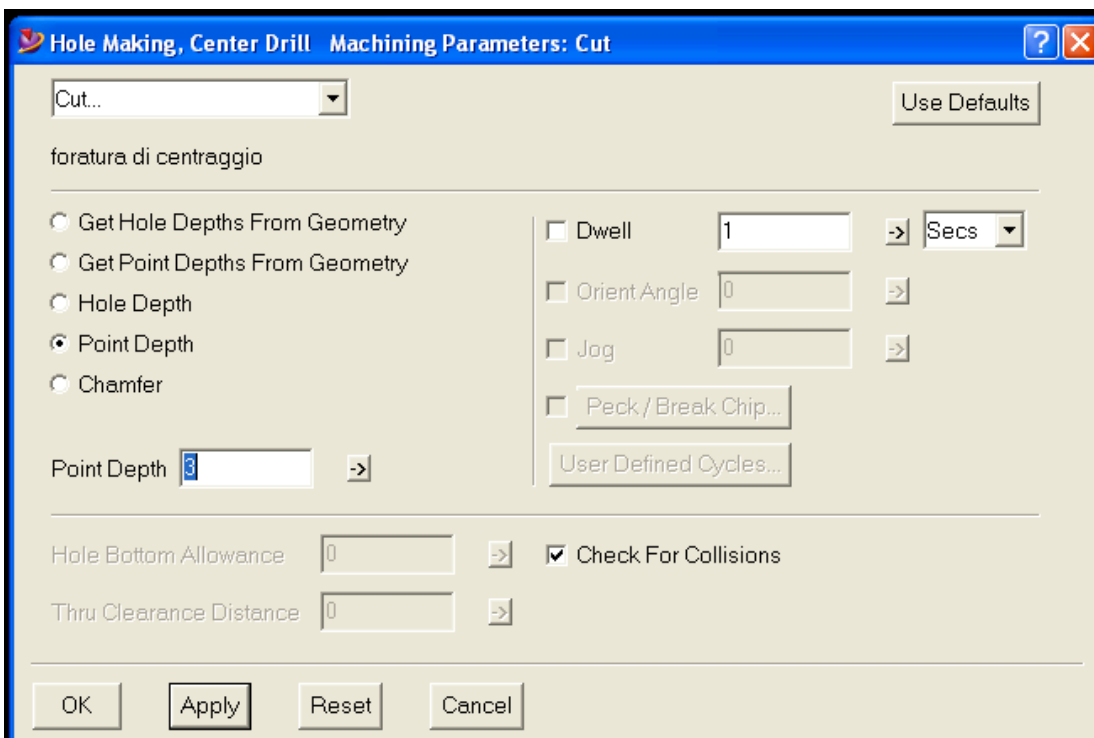 Hole Making, Center Drill Machining Parameters: Cut
Cut...
Use Defaults
foratura di centraggio
Get Hole Depths From Geometry
Get Point Depths From Geometry
Hole Depth
Point Depth
Chamfer
Point Depth 3 ->
Dwell 1 -> Secs
Orient Angle 0 ->
Jog 0 ->
Peck / Break Chip...
User Defined Cycles...
Hole Bottom Allowance 0 ->
Thru Clearance Distance 0 ->
Check For Collisions
OK Apply Reset Cancel